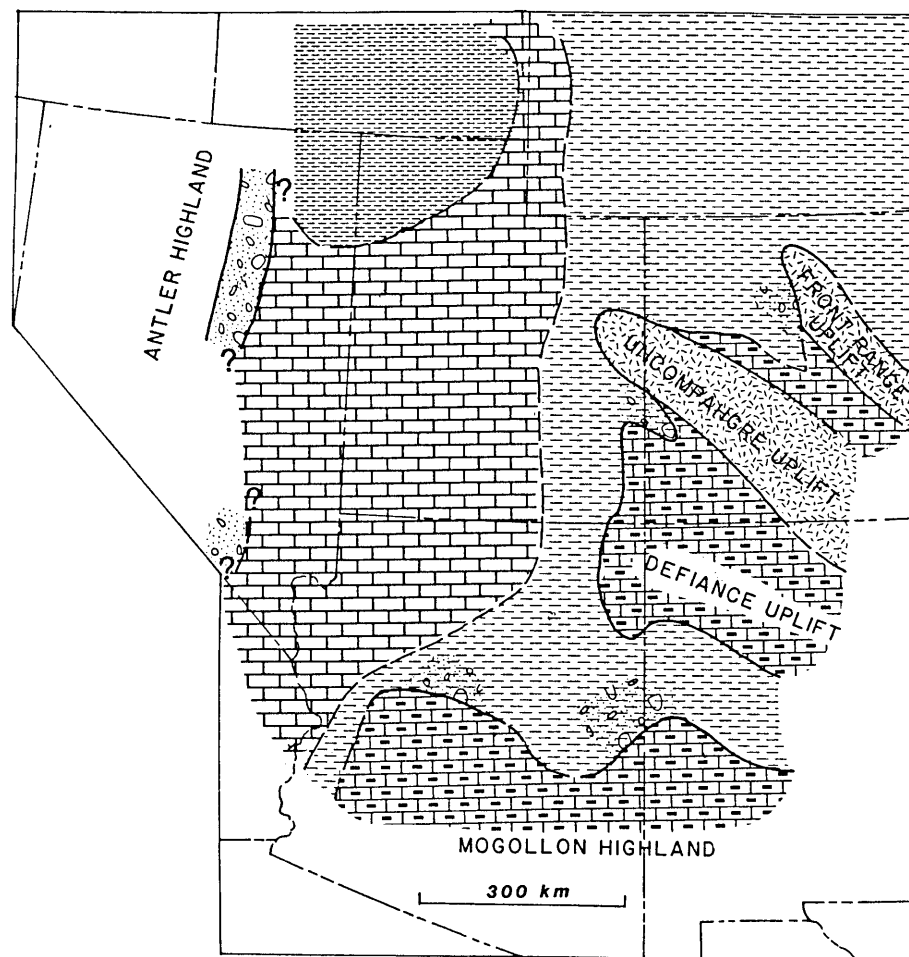 ANTLER HIGHLAND
?
?
?
?
FRONT RANGE
UPLIFT
UNCOMPAHGRE UPLIFT
DEFIANCE UPLIFT
MOGOLLON HIGHLAND
300 km